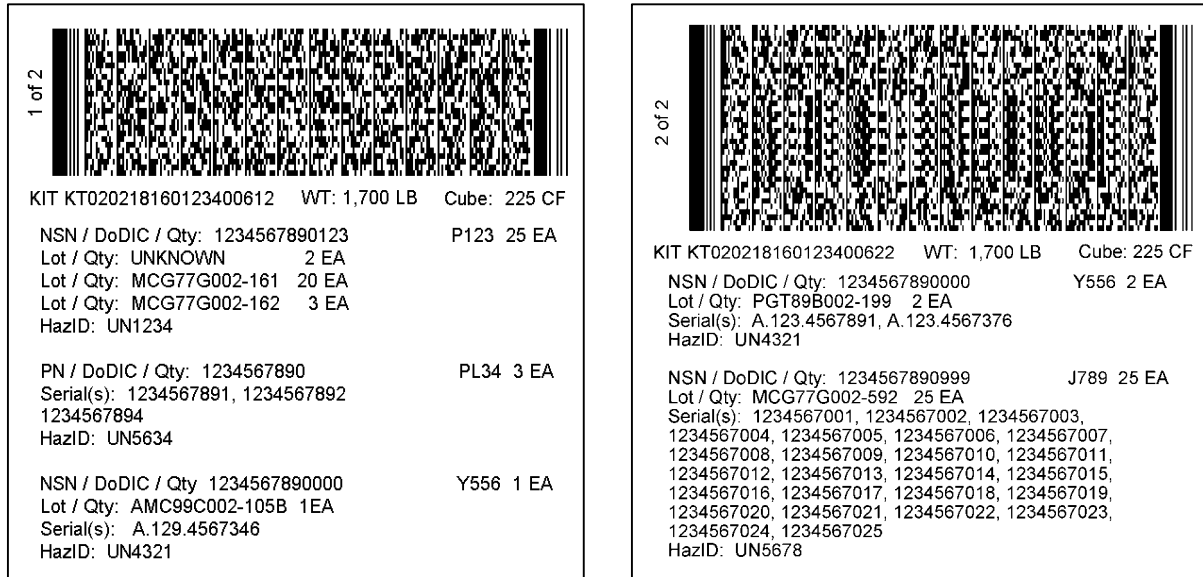 1 of 2
KIT KT020218160123400612 WT: 1,700 LB Cube: 225 CF
NSN / DoDIC / Qty: 1234567890123 P123 25 EA
Lot / Qty: UNKNOWN 2 EA
Lot / Qty: MCG77G002-161 20 EA
Lot / Qty: MCG77G002-162 3 EA
HazID: UN1234
PN / DoDIC / Qty: 1234567890 PL34 3 EA
Serial(s): 1234567891, 1234567892
1234567894
HazID: UN5634
NSN / DoDIC / Qty 1234567890000 Y556 1 EA
Lot / Qty: AMC99C002-105B 1EA
Serial(s): A.129.4567346
HazID: UN4321
2 of 2
KIT KT020218160123400622 WT: 1,700 LB Cube: 225 CF
NSN / DoDIC / Qty: 1234567890000 Y556 2 EA
Lot / Qty: PGT89B002-199 2 EA
Serial(s): A.123.4567891, A.123.4567376
HazID: UN4321
NSN / DoDIC / Qty: 1234567890999 J789 25 EA
Lot / Qty: MCG77G002-592 25 EA
Serial(s): 1234567001, 1234567002, 1234567003,
1234567004, 1234567005, 1234567006, 1234567007,
1234567008, 1234567009, 1234567010, 1234567011,
1234567012, 1234567013, 1234567014, 1234567015,
1234567016, 1234567017, 1234567018, 1234567019,
1234567020, 1234567021, 1234567022, 1234567023,
1234567024, 1234567025
HazID: UN5678